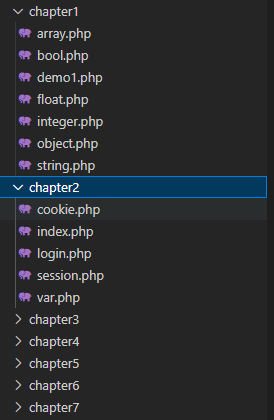 chapter1
array.php
bool.php
demo1.php
float.php
integer.php
object.php
string.php
chapter2
cookie.php
index.php
login.php
session.php
var.php
chapter3
chapter4
chapter5
chapter6
chapter7